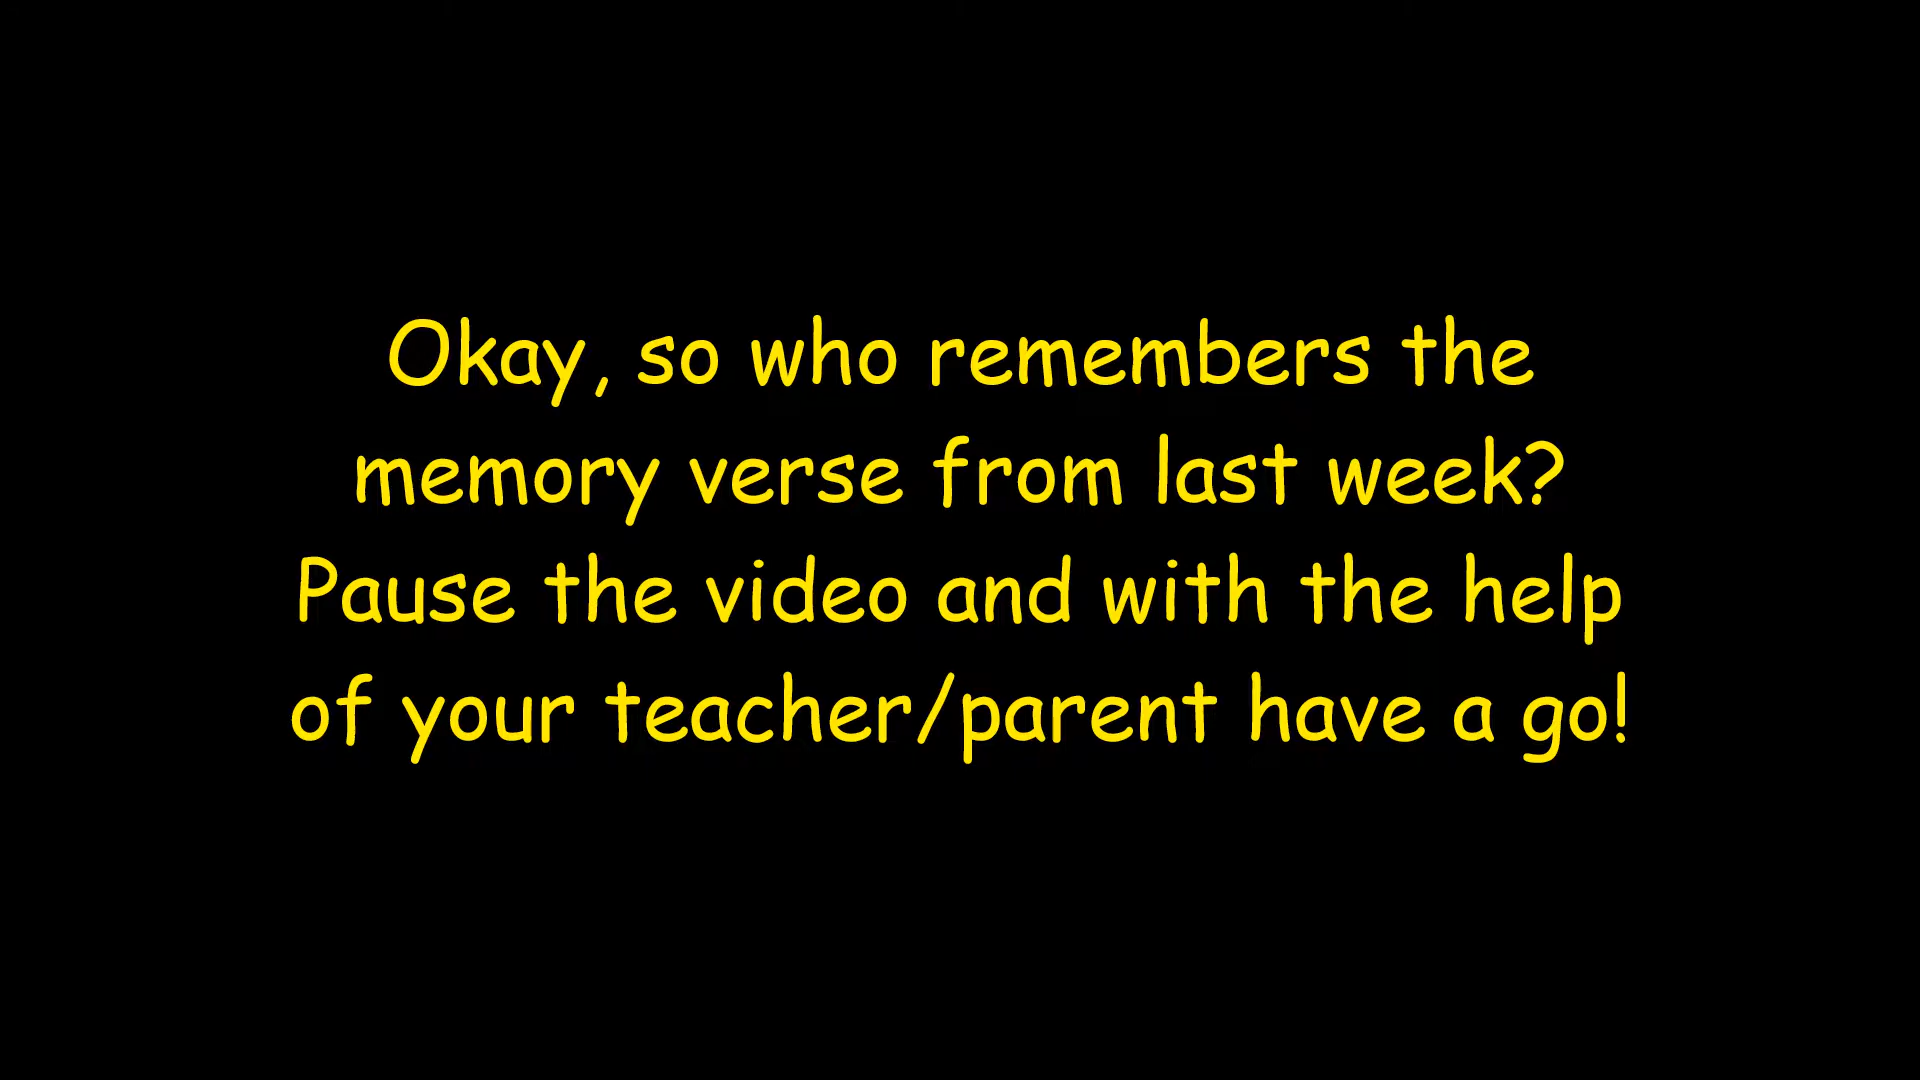 Okay, so who remembers the
memory verse from last week?
Pause the video and with the help
of your teacher/parent have a go!